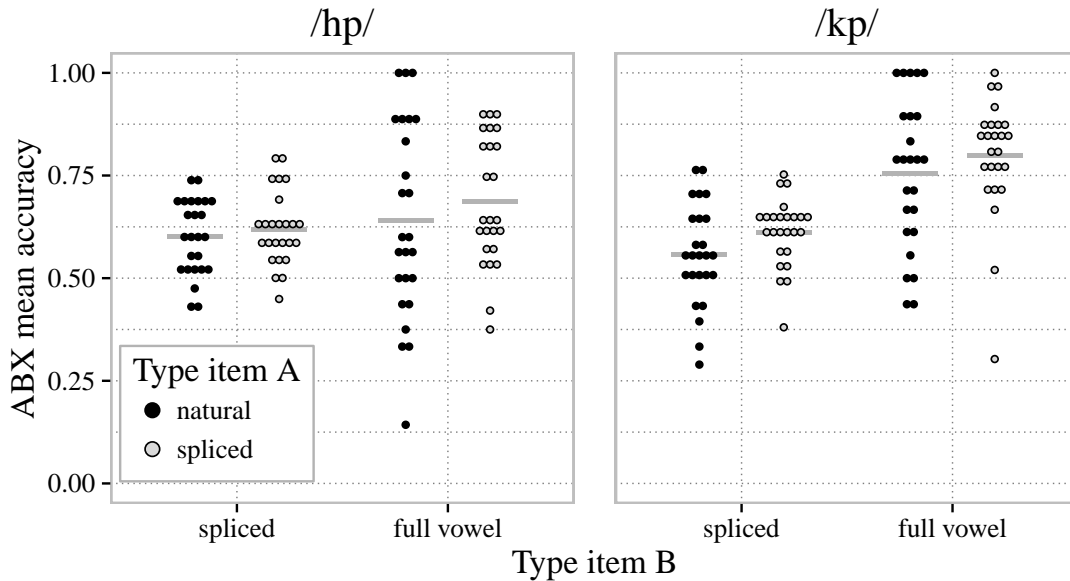 /hp/
/kp/
ABX mean accuracy
1.00
0.75
0.50
0.25
0.00
Type item A
natural
spliced
spliced
full vowel
spliced
full vowel
Type item B